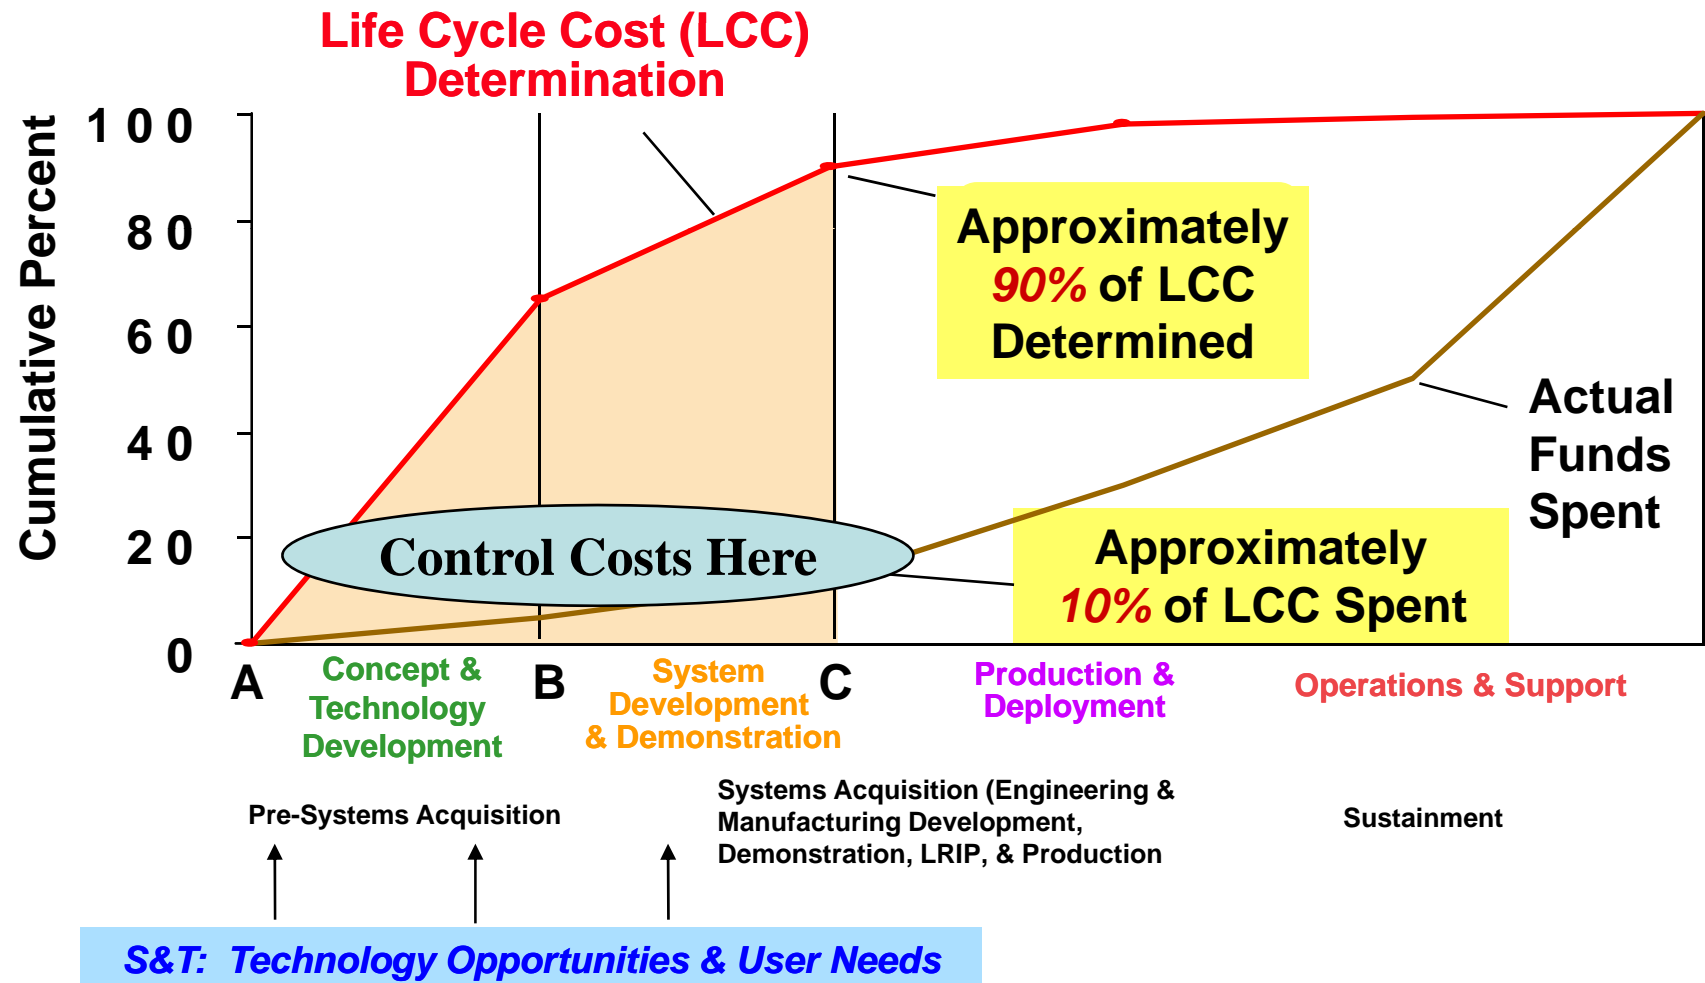 Life Cycle Cost (LCC)
Determination
Cumulative Percent
100
80
60
40
20
0
Approximately
90% of LCC
Determined
Actual
Funds
Spent
Control Costs Here
Approximately
10% of LCC Spent
A
Concept &
Technology
Development
B
System
Development
& Demonstration
C
Production &
Deployment
Operations & Support
Pre-Systems Acquisition
Systems Acquisition (Engineering &
Manufacturing Development,
Demonstration, LRIP, & Production
Sustainment
S&T: Technology Opportunities & User Needs